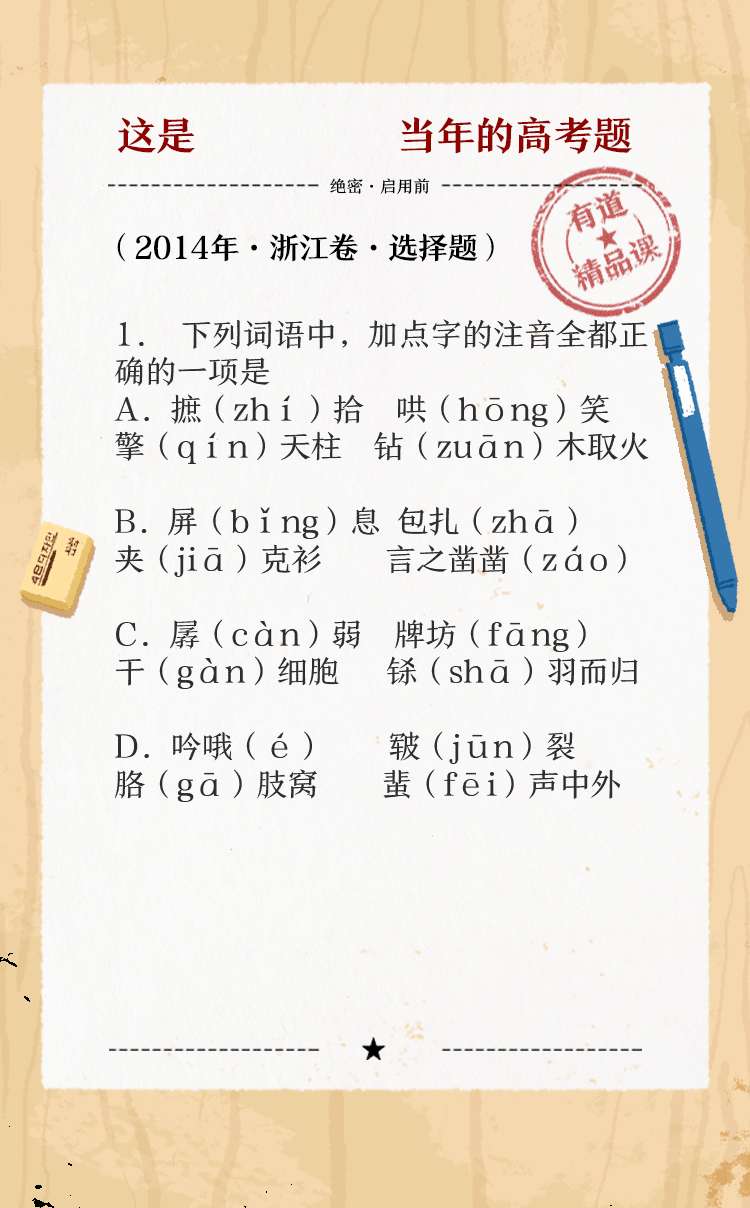 这是 当年的高考题
绝密·启用前
（2014年·浙江卷·选择题）
有道
精品课
1． 下列词语中，加点字的注音全都正
确的一项是
A．摭（zhí）拾 哄（hōng）笑
擎（qín）天柱 钻（zuān）木取火
B．屏（bǐng）息 包扎（zhā）
夹（jiā）克衫 言之凿凿（záo）
C．孱（càn）弱 牌坊（fāng）
干（gàn）细胞 铩（shā）羽而归
D．吟哦（é） 皲（jūn）裂
胳（gā）肢窝 蜚（fēi）声中外